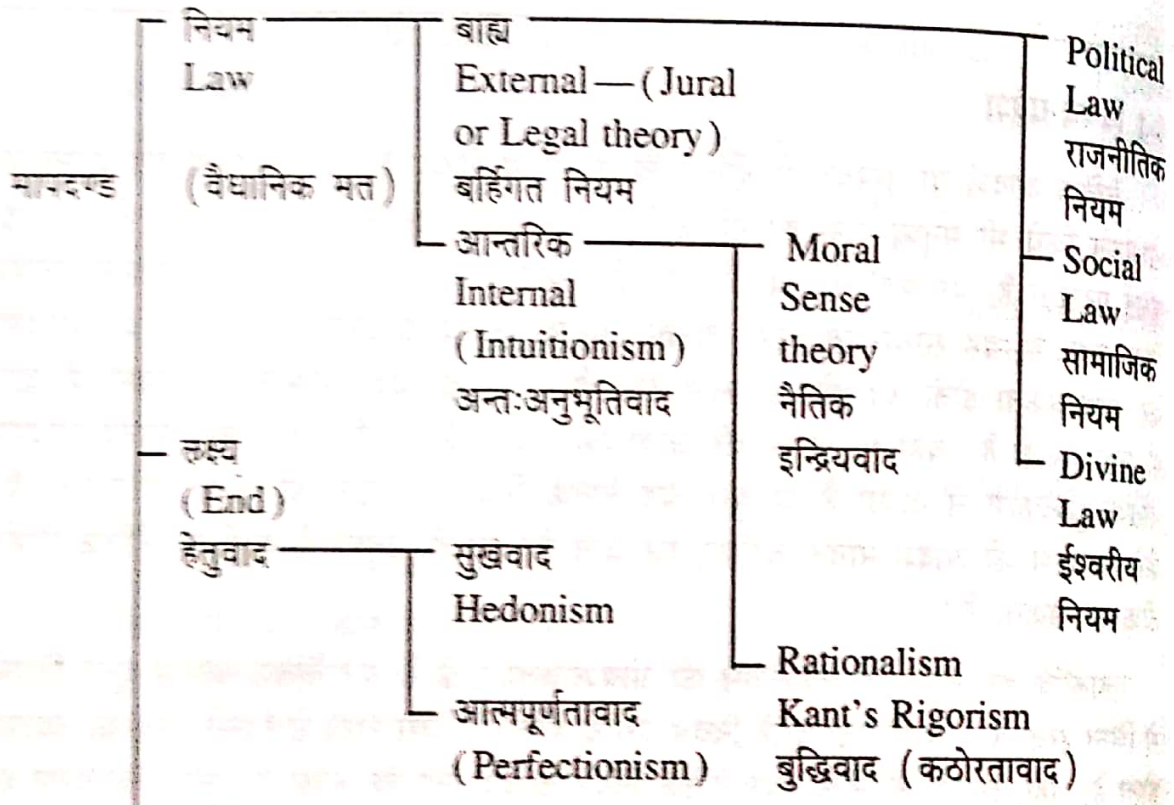 मापदण्ड
नियम
Law
(वैधानिक मत)
बाह्य
External — (Jural
or Legal theory)
बर्हिगत नियम
Political
Law
राजनीतिक
नियम
Social
Law
सामाजिक
नियम
Divine
Law
ईश्वरीय
नियम
आन्तरिक
Internal
(Intuitionism)
अन्तःअनुभूतिवाद
Moral
Sense
theory
नैतिक
इन्द्रियवाद
Rationalism
Kant's Rigorism
बुद्धिवाद (कठोरतावाद)
लक्ष्य
(End)
हेतुवाद
सुखवाद
Hedonism
आत्मपूर्णतावाद
(Perfectionism)